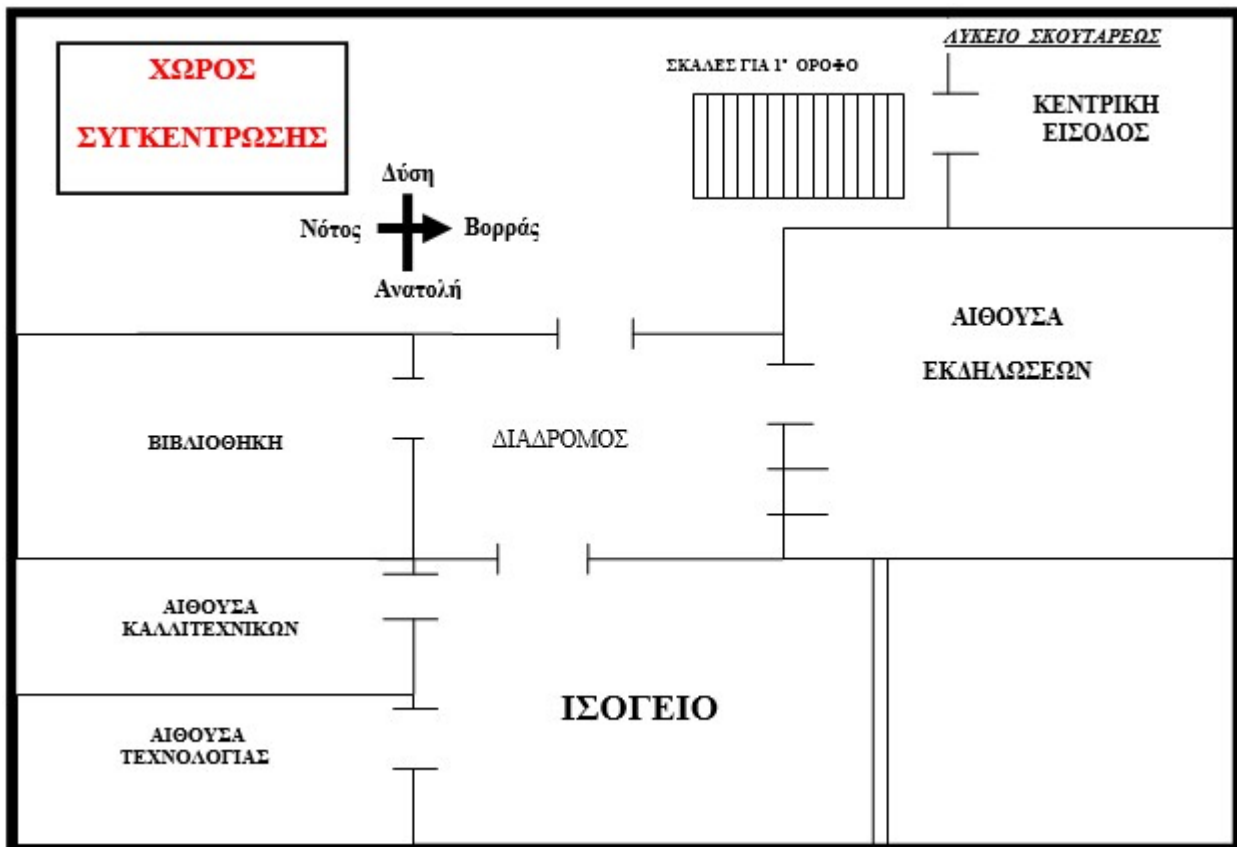 ΛΥΚΕΙΟ ΣΚΟΥΤΑΡΕΩΣ
ΧΩΡΟΣ
ΣΥΓΚΕΝΤΡΩΣΗΣ
ΣΚΑΛΕΣ ΓΙΑ 1° ΟΡΟΦΟ
ΚΕΝΤΡΙΚΗ
ΕΙΣΟΔΟΣ
Δύση
Νότος
Βορράς
Ανατολή
ΑΙΘΟΥΣΑ
ΕΚΔΗΛΩΣΕΩΝ
ΒΙΒΛΙΟΘΗΚΗ
ΔΙΑΔΡΟΜΟΣ
ΑΙΘΟΥΣΑ
ΚΑΛΛΙΤΕΧΝΙΚΩΝ
ΙΣΟΓΕΙΟ
ΑΙΘΟΥΣΑ
ΤΕΧΝΟΛΟΓΙΑΣ